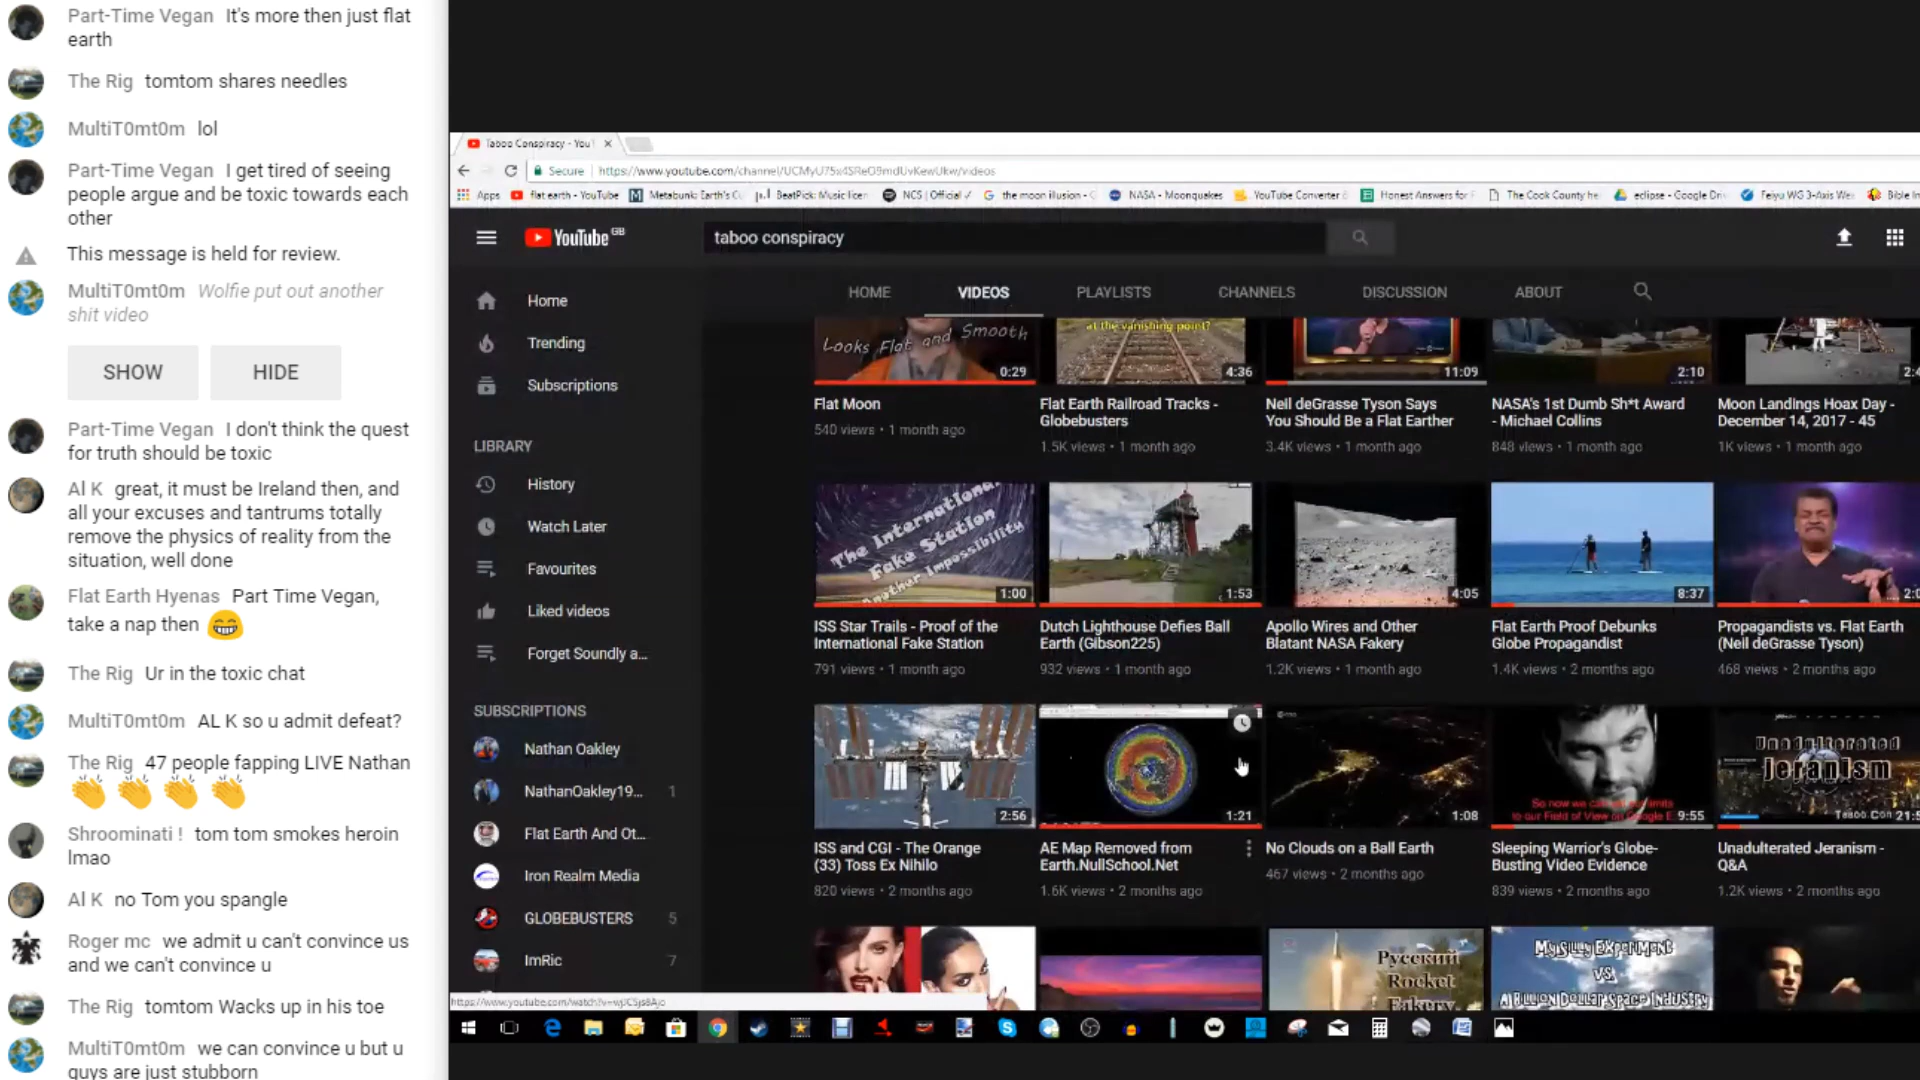 Part-Time Vegan It's more then just flat
earth
The Rig tomtom shares needles
MultiT0mt0m lol
Part-Time Vegan I get tired of seeing
people argue and be toxic towards each
other
This message is held for review.
MultiT0mt0m Wolfie put out another
shit video
SHOW HIDE
Part-Time Vegan I don't think the quest
for truth should be toxic
Al K great, it must be Ireland then, and
all your excuses and tantrums totally
remove the physics of reality from the
situation, well done
Flat Earth Hyenas Part Time Vegan,
take a nap then
The Rig Ur in the toxic chat
MultiT0mt0m AL K so u admit defeat?
The Rig 47 people fapping LIVE Nathan
Shroominati ! tom tom smokes heroin
lmao
Al K no Tom you spangle
Roger mc we admit u can't convince us
and we can't convince u
The Rig tomtom Wacks up in his toe
MultiT0mt0m we can convince u but u
guys are just stubborn
Taboo Conspiracy - You
Secure https://www.youtube.com/channel/UCMyU75x4SReO9mdUvKewUkw/videos
Apps flat earth - YouTube Metabunk: Earth's Cu BeatPick: Music licen NCS | Official the moon illusion - G NASA - Moonquakes YouTube Converter Honest Answers for The Cook County he eclipse - Google Dri Feiyu WG 3-Axis We Bible In
YouTube GB
taboo conspiracy
HOME VIDEOS PLAYLISTS CHANNELS DISCUSSION ABOUT
Home
Trending
Subscriptions
LIBRARY
History
Watch Later
Favourites
Liked videos
Forget Soundly a...
SUBSCRIPTIONS
Nathan Oakley
NathanOakley19... 1
Flat Earth And Ot...
Iron Realm Media
GLOBEBUSTERS 5
ImRic 7
Looks Flat and Smooth
at the vanishing point?
0:29 4:36 11:09 2:10 2:4
Flat Moon
540 views • 1 month ago
Flat Earth Railroad Tracks -
Globebusters
1.5K views • 1 month ago
Neil deGrasse Tyson Says
You Should Be a Flat Earther
3.4K views • 1 month ago
NASA's 1st Dumb Sh*t Award
- Michael Collins
848 views • 1 month ago
Moon Landings Hoax Day -
December 14, 2017 - 45
1K views • 1 month ago
The International
Fake Station
Another Impossibility
1:00 1:53 4:05 8:37 2:0
ISS Star Trails - Proof of the
International Fake Station
791 views • 1 month ago
Dutch Lighthouse Defies Ball
Earth (Gibson225)
932 views • 1 month ago
Apollo Wires and Other
Blatant NASA Fakery
1.2K views • 1 month ago
Flat Earth Proof Debunks
Globe Propagandist
1.4K views • 2 months ago
Propagandists vs. Flat Earth
(Neil deGrasse Tyson)
468 views • 2 months ago
So now we
to our Field of View on Google E
Unadulterated
Jeranism
Taboo Con
2:56 1:21 1:08 9:55 21:5
ISS and CGI - The Orange
(33) Toss Ex Nihilo
820 views • 2 months ago
AE Map Removed from
Earth.NullSchool.Net
1.6K views • 2 months ago
No Clouds on a Ball Earth
467 views • 2 months ago
Sleeping Warrior's Globe-
Busting Video Evidence
839 views • 2 months ago
Unadulterated Jeranism -
Q&A
1.2K views • 2 months ago
Русский
Rocket
Fakery
My Silly Experiment
VS
A Billion Dollar Space Industry